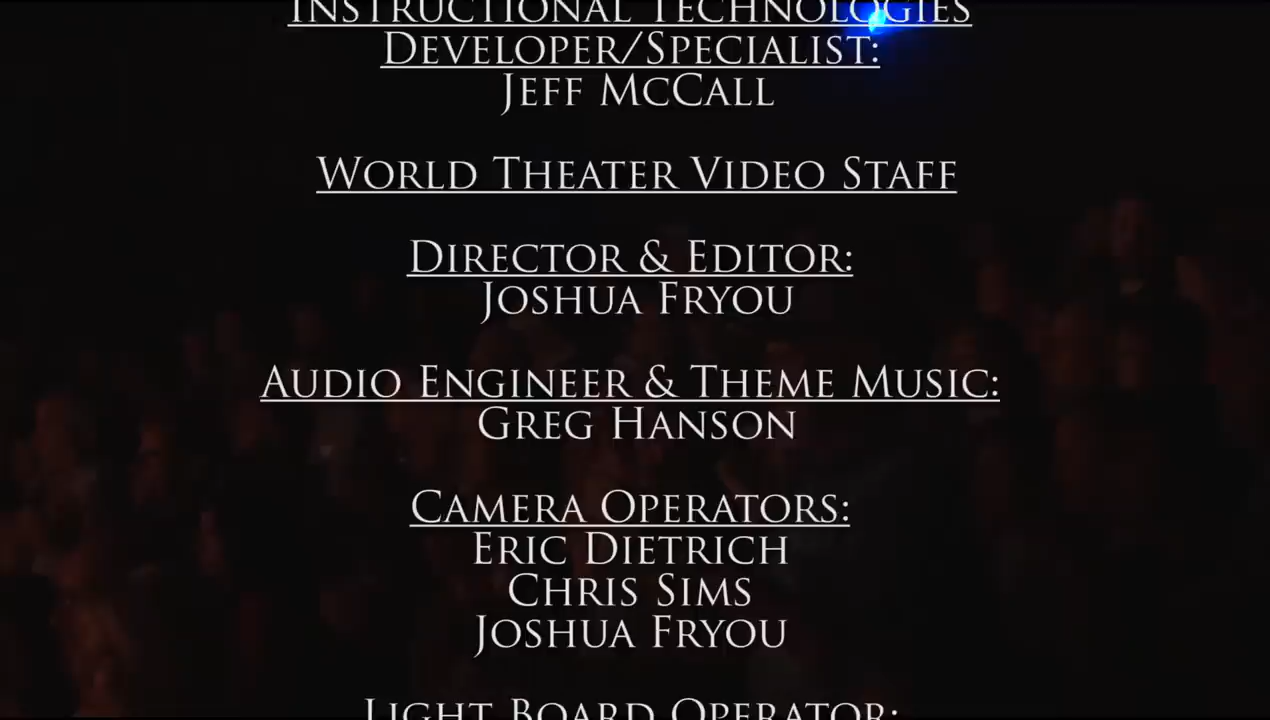 Instructional Technologies
Developer/Specialist:
Jeff McCall
World Theater Video Staff
Director & Editor:
Joshua Fryou
Audio Engineer & Theme Music:
Greg Hanson
Camera Operators:
Eric Dietrich
Chris Sims
Joshua Fryou
Light Board Operator: